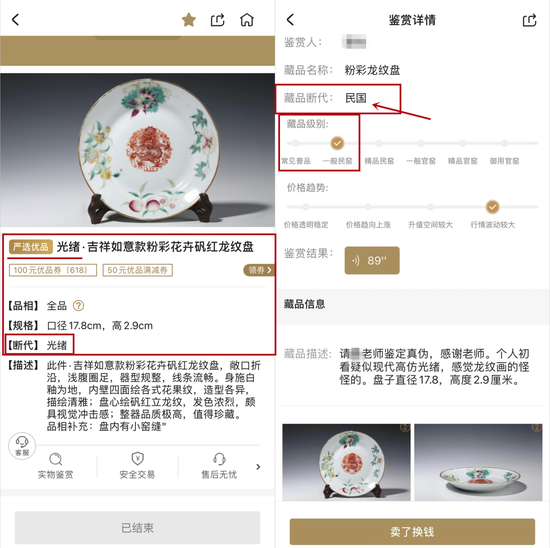 严选优品 光绪·吉祥如意款粉彩花卉矾红龙纹盘
100元优品券（618）
50元优品满减券
领券
【品相】 全品
【规格】 口径17.8cm，高2.9cm
【断代】 光绪
【描述】 此件·吉祥如意款粉彩花卉矾红龙纹盘，敞口折
沿，浅腹圈足，器型规整，线条流畅。身施白
釉为地，内壁四面绘各式花果纹，造型各异，
描绘清雅；盘心绘矾红立龙纹，发色浓烈，颇
具视觉冲击感；整器品质极高，值得珍藏。
品相补充：盘内有小窑缝"
客服
实物鉴赏
安全交易
售后无忧
已结束
鉴赏详情
鉴赏人：
藏品名称： 粉彩龙纹盘
藏品断代： 民国
藏品级别：
常见普品 一般民窑 精品民窑 一般官窑 精品官窑 御用官窑
价格趋势：
价格透明稳定 价格趋向上涨 升值空间较大 行情波动较大
鉴赏结果： 89''
藏品信息
藏品描述： 请 老师鉴定真伪，感谢老师。个人初
看疑似现代高仿光绪，感觉龙纹画的怪
怪的。盘子直径17.8，高度2.9厘米。
卖了换钱